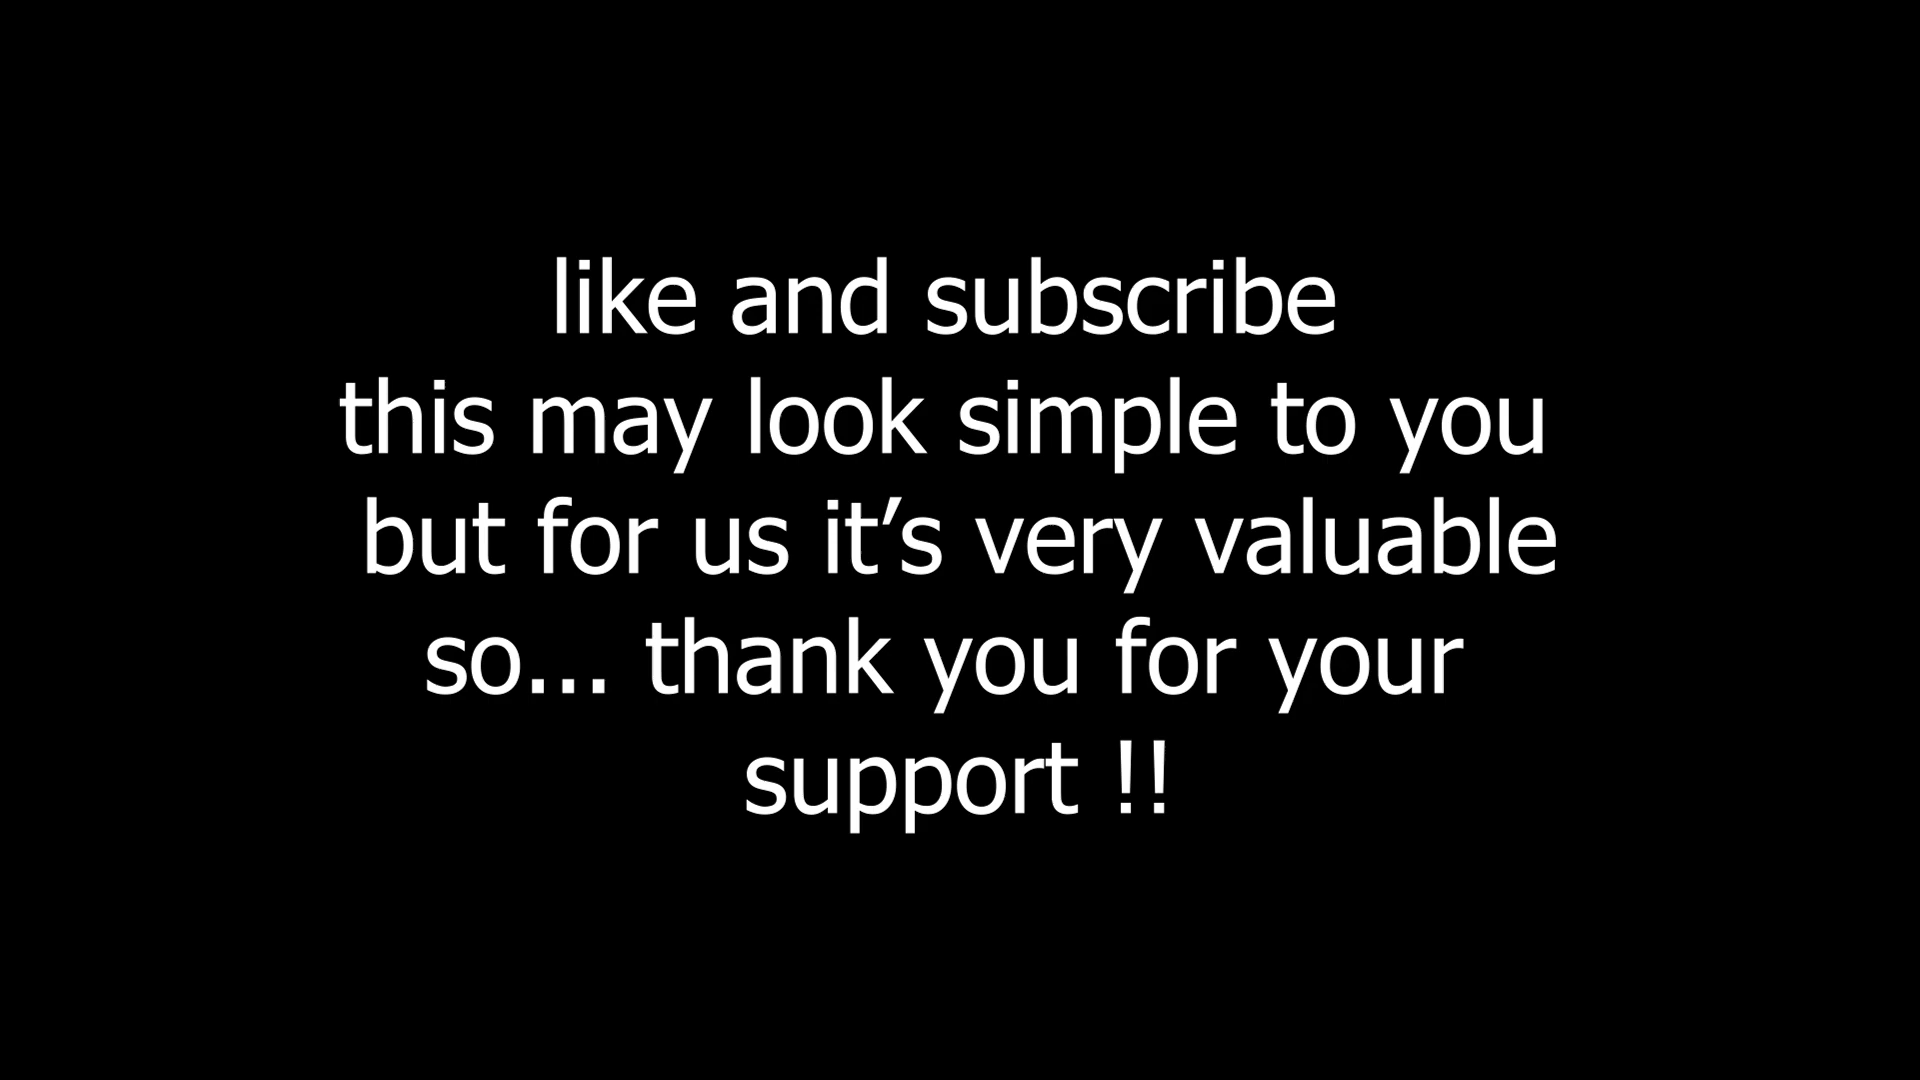 like and subscribe
this may look simple to you
but for us it’s very valuable
so... thank you for your
support !!